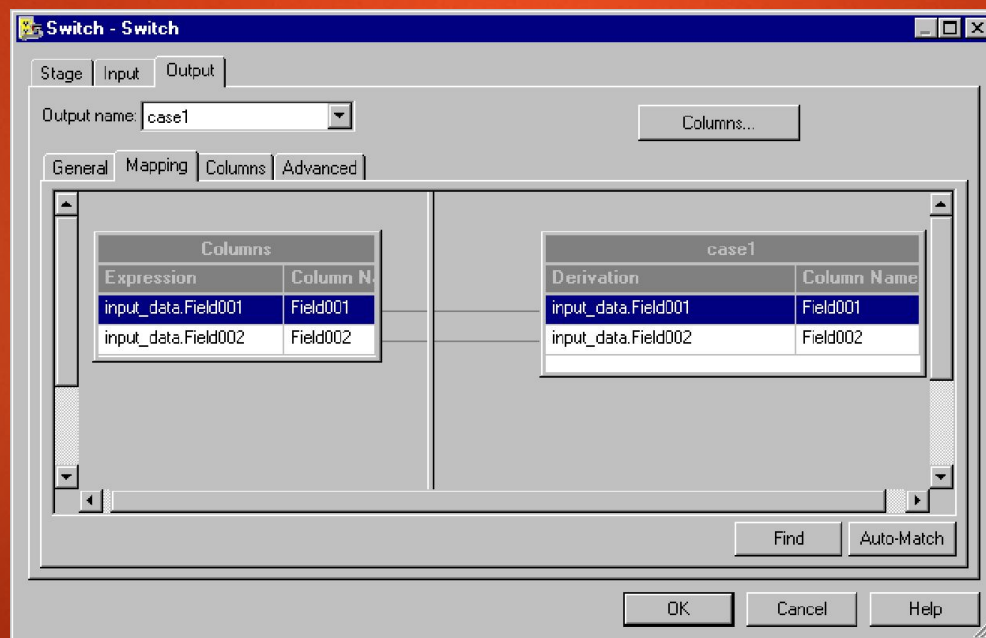 Switch - Switch
Stage Input Output
Output name: case1 Columns...
General Mapping Columns Advanced
Columns
Expression Column N
input_data.Field001 Field001
input_data.Field002 Field002
case1
Derivation Column Name
input_data.Field001 Field001
input_data.Field002 Field002
Find Auto-Match
OK Cancel Help